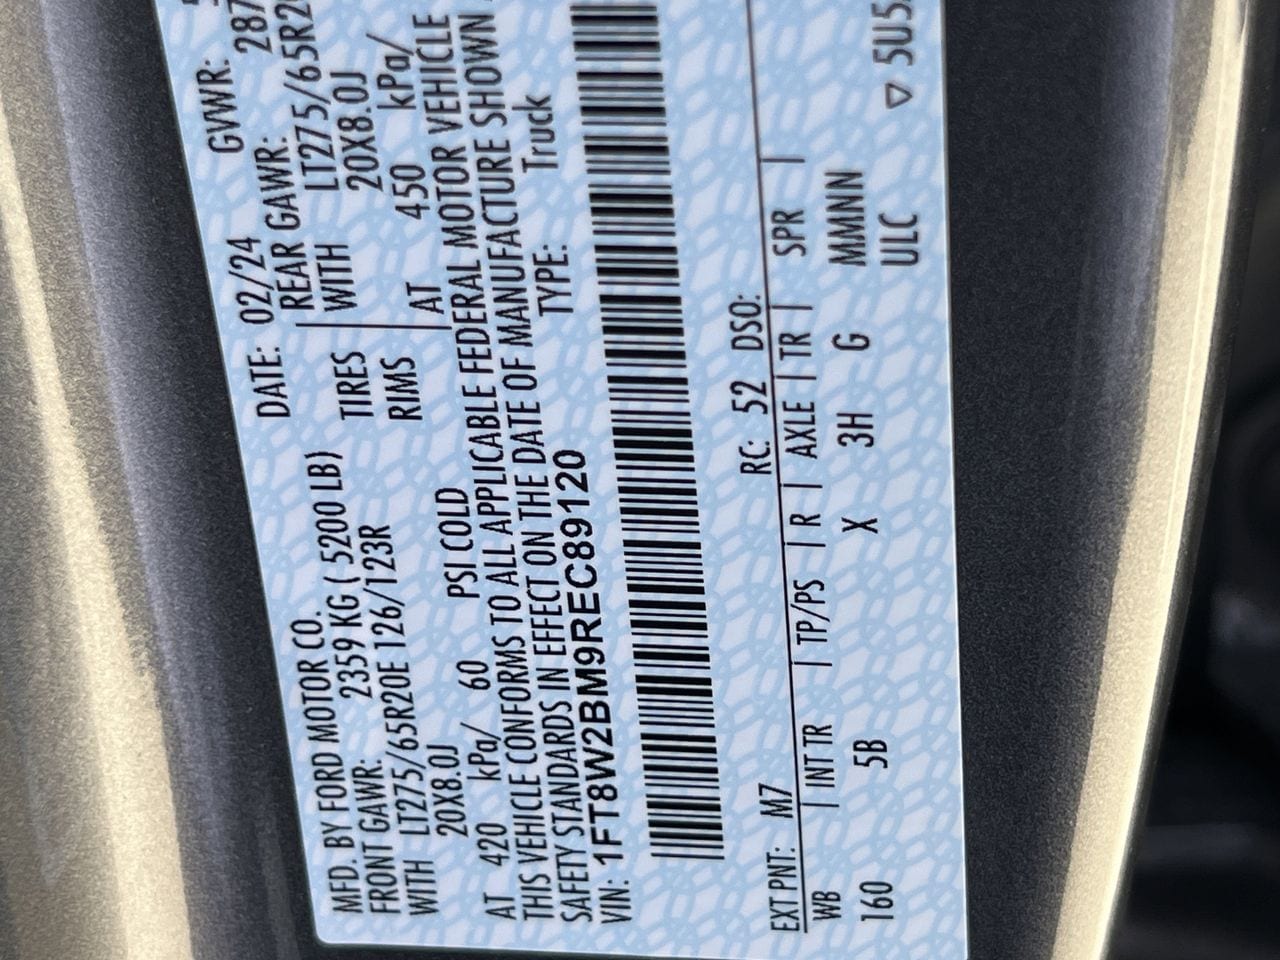 MFD. BY FORD MOTOR CO.
DATE: 02/24 GVWR:
FRONT GAWR: 2359 KG ( 5200 LB) REAR GAWR: 287
WITH LT275/65R20E 126/123R TIRES WITH LT275/65R20
20X8.0J RIMS 20X8.0J
AT 420 kPa/ 60 PSI COLD AT 450 kPa/
THIS VEHICLE CONFORMS TO ALL APPLICABLE FEDERAL MOTOR VEHICLE
SAFETY STANDARDS IN EFFECT ON THE DATE OF MANUFACTURE SHOWN
VIN: 1FT8W2BM9REC89120 TYPE: Truck
EXT PNT: M7 RC: 52 DSO:
WB | INT TR | TP/PS | R | AXLE | TR | SPR |
160 5B X 3H G MMMNN
ULC ▽ 5U5